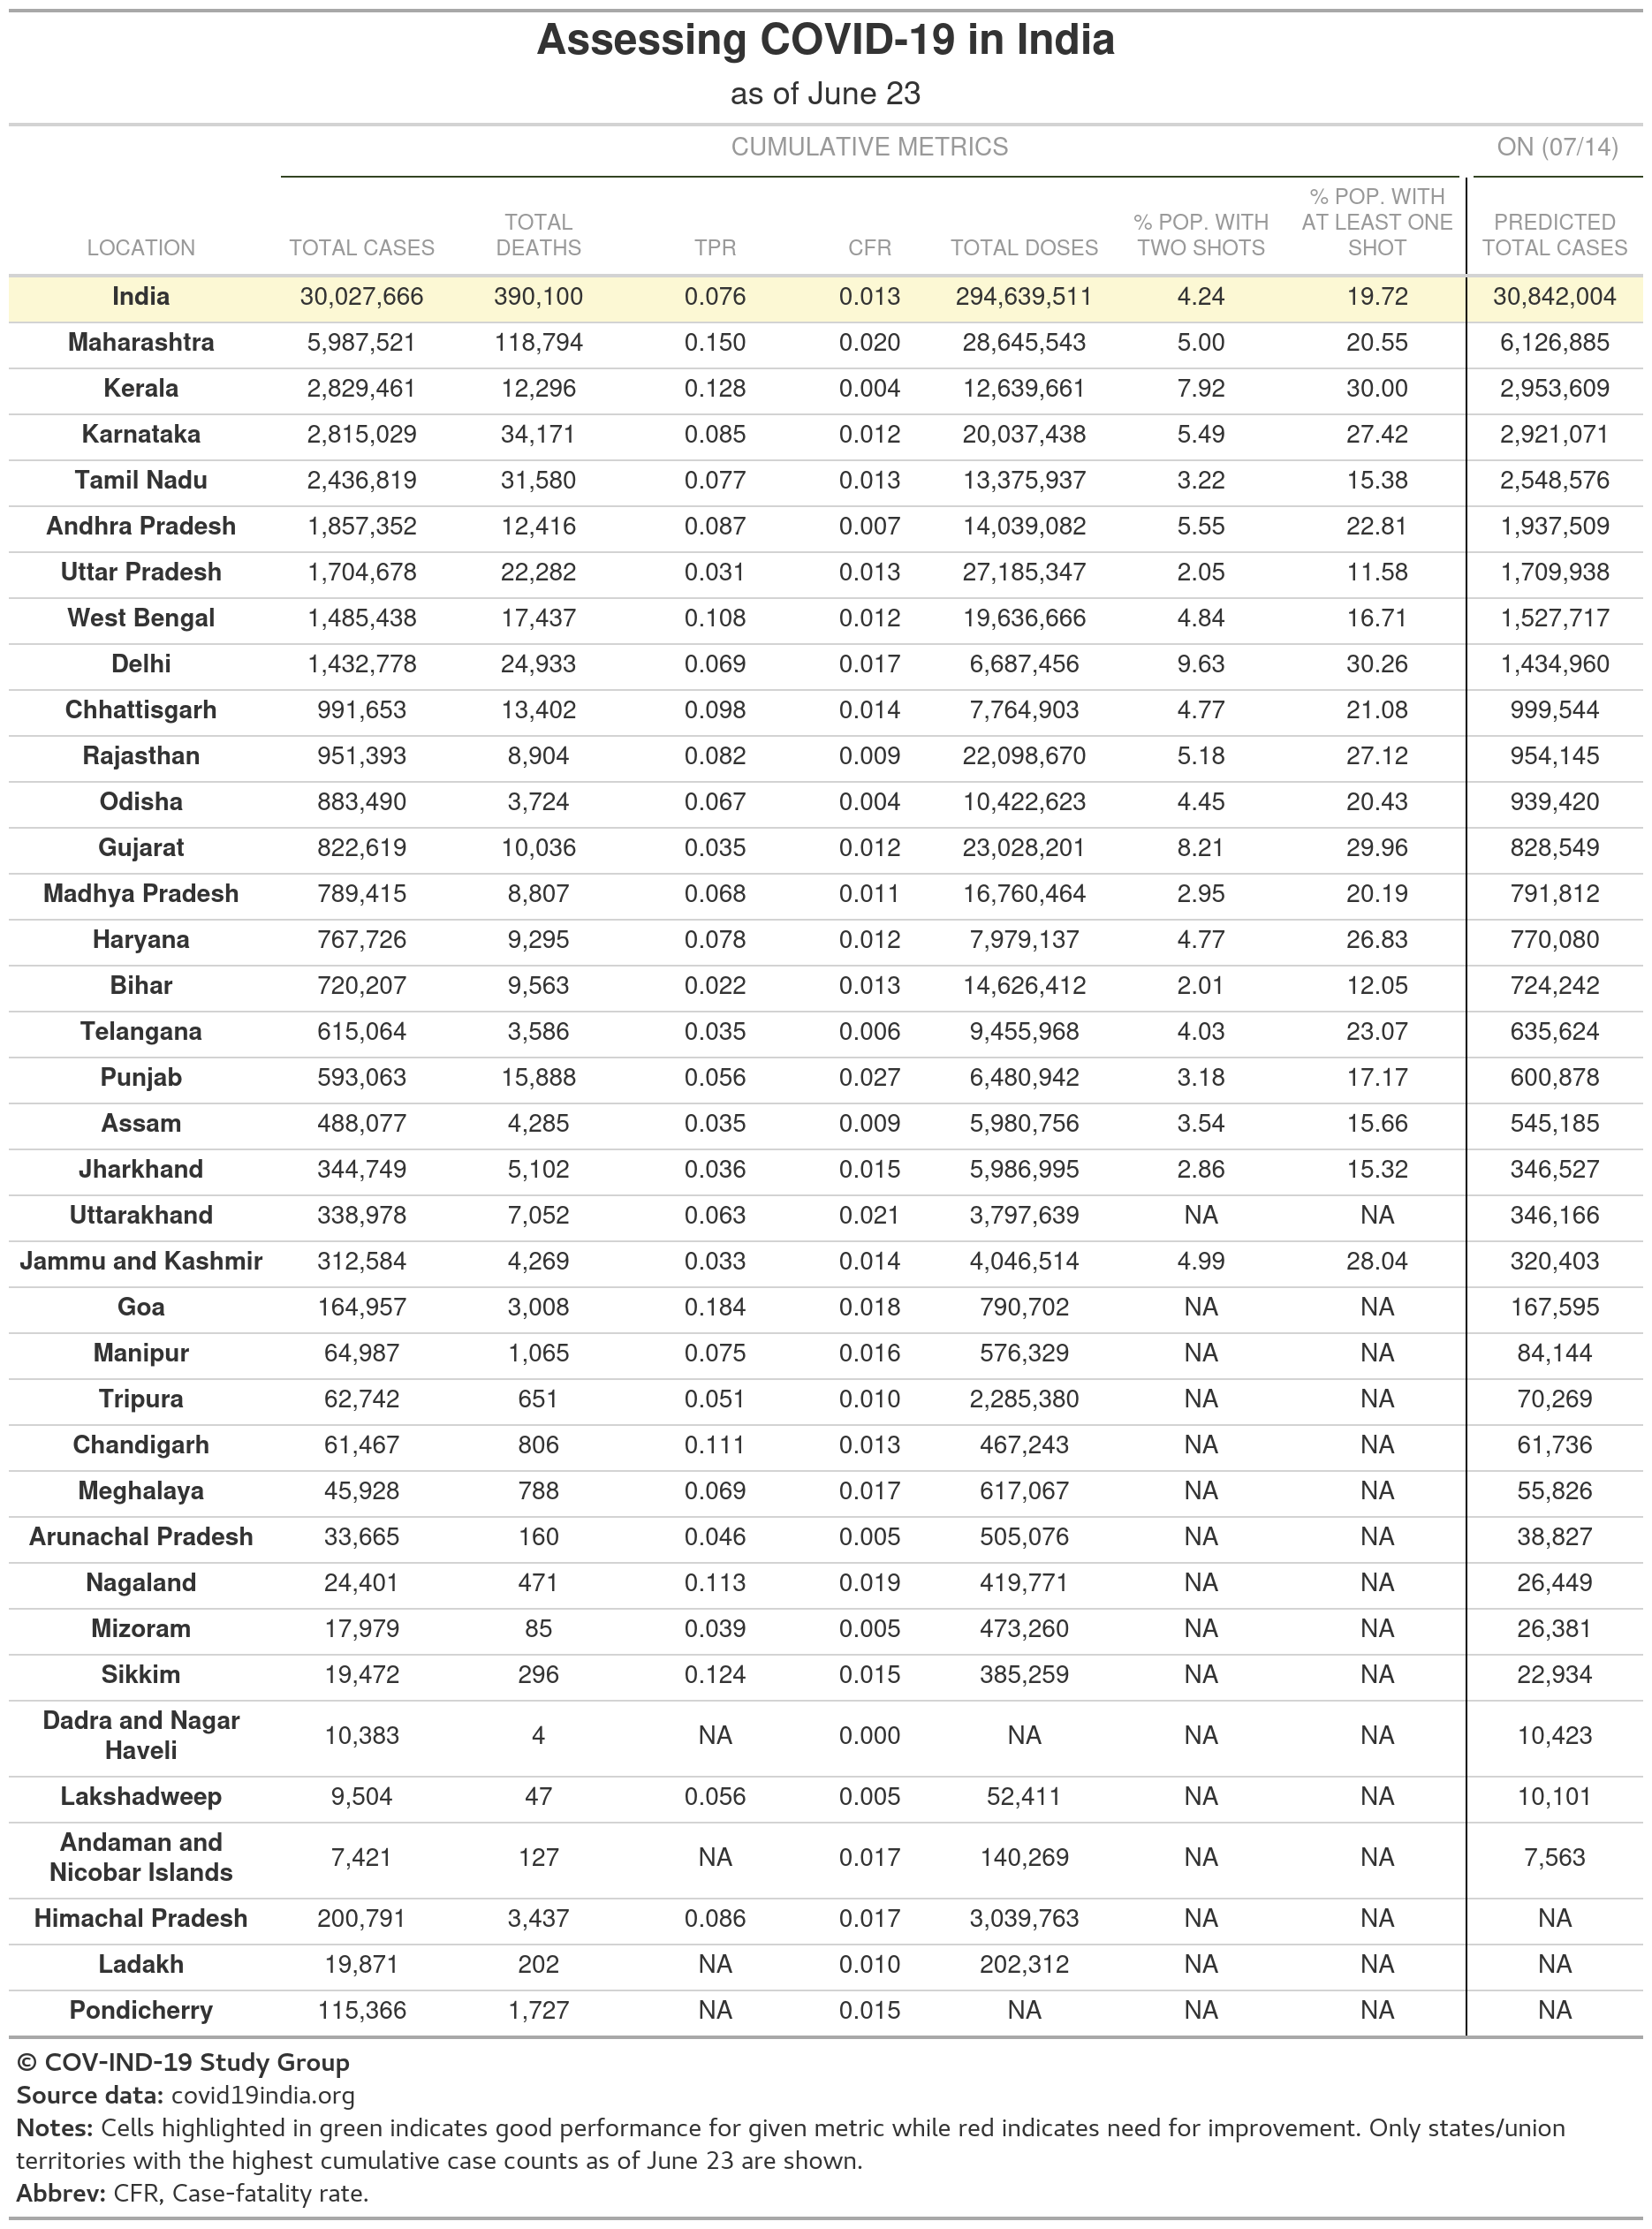 Assessing COVID-19 in India
as of June 23
CUMULATIVE METRICS ON (07/14)
LOCATION TOTAL CASES TOTAL DEATHS TPR CFR TOTAL DOSES % POP. WITH TWO SHOTS % POP. WITH AT LEAST ONE SHOT PREDICTED TOTAL CASES
India 30,027,666 390,100 0.076 0.013 294,639,511 4.24 19.72 30,842,004
Maharashtra 5,987,521 118,794 0.150 0.020 28,645,543 5.00 20.55 6,126,885
Kerala 2,829,461 12,296 0.128 0.004 12,639,661 7.92 30.00 2,953,609
Karnataka 2,815,029 34,171 0.085 0.012 20,037,438 5.49 27.42 2,921,071
Tamil Nadu 2,436,819 31,580 0.077 0.013 13,375,937 3.22 15.38 2,548,576
Andhra Pradesh 1,857,352 12,416 0.087 0.007 14,039,082 5.55 22.81 1,937,509
Uttar Pradesh 1,704,678 22,282 0.031 0.013 27,185,347 2.05 11.58 1,709,938
West Bengal 1,485,438 17,437 0.108 0.012 19,636,666 4.84 16.71 1,527,717
Delhi 1,432,778 24,933 0.069 0.017 6,687,456 9.63 30.26 1,434,960
Chhattisgarh 991,653 13,402 0.098 0.014 7,764,903 4.77 21.08 999,544
Rajasthan 951,393 8,904 0.082 0.009 22,098,670 5.18 27.12 954,145
Odisha 883,490 3,724 0.067 0.004 10,422,623 4.45 20.43 939,420
Gujarat 822,619 10,036 0.035 0.012 23,028,201 8.21 29.96 828,549
Madhya Pradesh 789,415 8,807 0.068 0.011 16,760,464 2.95 20.19 791,812
Haryana 767,726 9,295 0.078 0.012 7,979,137 4.77 26.83 770,080
Bihar 720,207 9,563 0.022 0.013 14,626,412 2.01 12.05 724,242
Telangana 615,064 3,586 0.035 0.006 9,455,968 4.03 23.07 635,624
Punjab 593,063 15,888 0.056 0.027 6,480,942 3.18 17.17 600,878
Assam 488,077 4,285 0.035 0.009 5,980,756 3.54 15.66 545,185
Jharkhand 344,749 5,102 0.036 0.015 5,986,995 2.86 15.32 346,527
Uttarakhand 338,978 7,052 0.063 0.021 3,797,639 NA NA 346,166
Jammu and Kashmir 312,584 4,269 0.033 0.014 4,046,514 4.99 28.04 320,403
Goa 164,957 3,008 0.184 0.018 790,702 NA NA 167,595
Manipur 64,987 1,065 0.075 0.016 576,329 NA NA 84,144
Tripura 62,742 651 0.051 0.010 2,285,380 NA NA 70,269
Chandigarh 61,467 806 0.111 0.013 467,243 NA NA 61,736
Meghalaya 45,928 788 0.069 0.017 617,067 NA NA 55,826
Arunachal Pradesh 33,665 160 0.046 0.005 505,076 NA NA 38,827
Nagaland 24,401 471 0.113 0.019 419,771 NA NA 26,449
Mizoram 17,979 85 0.039 0.005 473,260 NA NA 26,381
Sikkim 19,472 296 0.124 0.015 385,259 NA NA 22,934
Dadra and Nagar Haveli 10,383 4 NA 0.000 NA NA NA 10,423
Lakshadweep 9,504 47 0.056 0.005 52,411 NA NA 10,101
Andaman and Nicobar Islands 7,421 127 NA 0.017 140,269 NA NA 7,563
Himachal Pradesh 200,791 3,437 0.086 0.017 3,039,763 NA NA NA
Ladakh 19,871 202 NA 0.010 202,312 NA NA NA
Pondicherry 115,366 1,727 NA 0.015 NA NA NA NA
© COV-IND-19 Study Group
Source data: covid19india.org
Notes: Cells highlighted in green indicates good performance for given metric while red indicates need for improvement. Only states/union
territories with the highest cumulative case counts as of June 23 are shown.
Abbrev: CFR, Case-fatality rate.